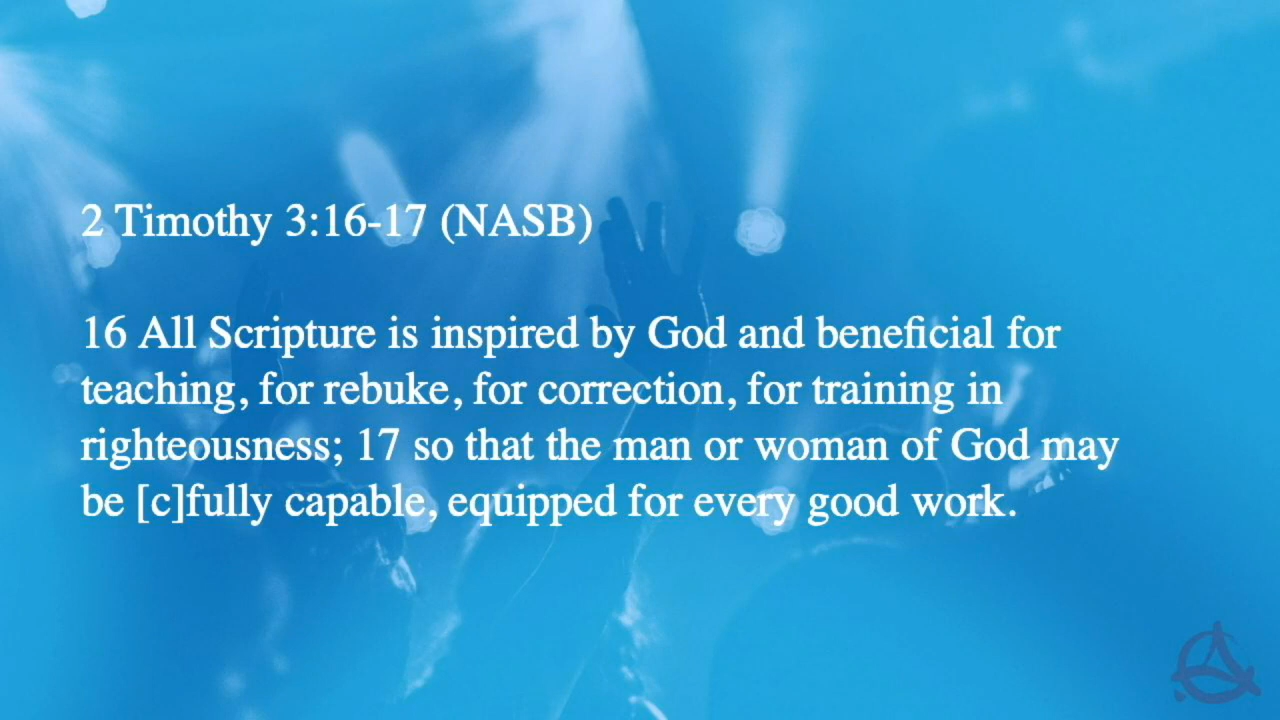 2 Timothy 3:16-17 (NASB)
16 All Scripture is inspired by God and beneficial for
teaching, for rebuke, for correction, for training in
righteousness; 17 so that the man or woman of God may
be [c]fully capable, equipped for every good work.